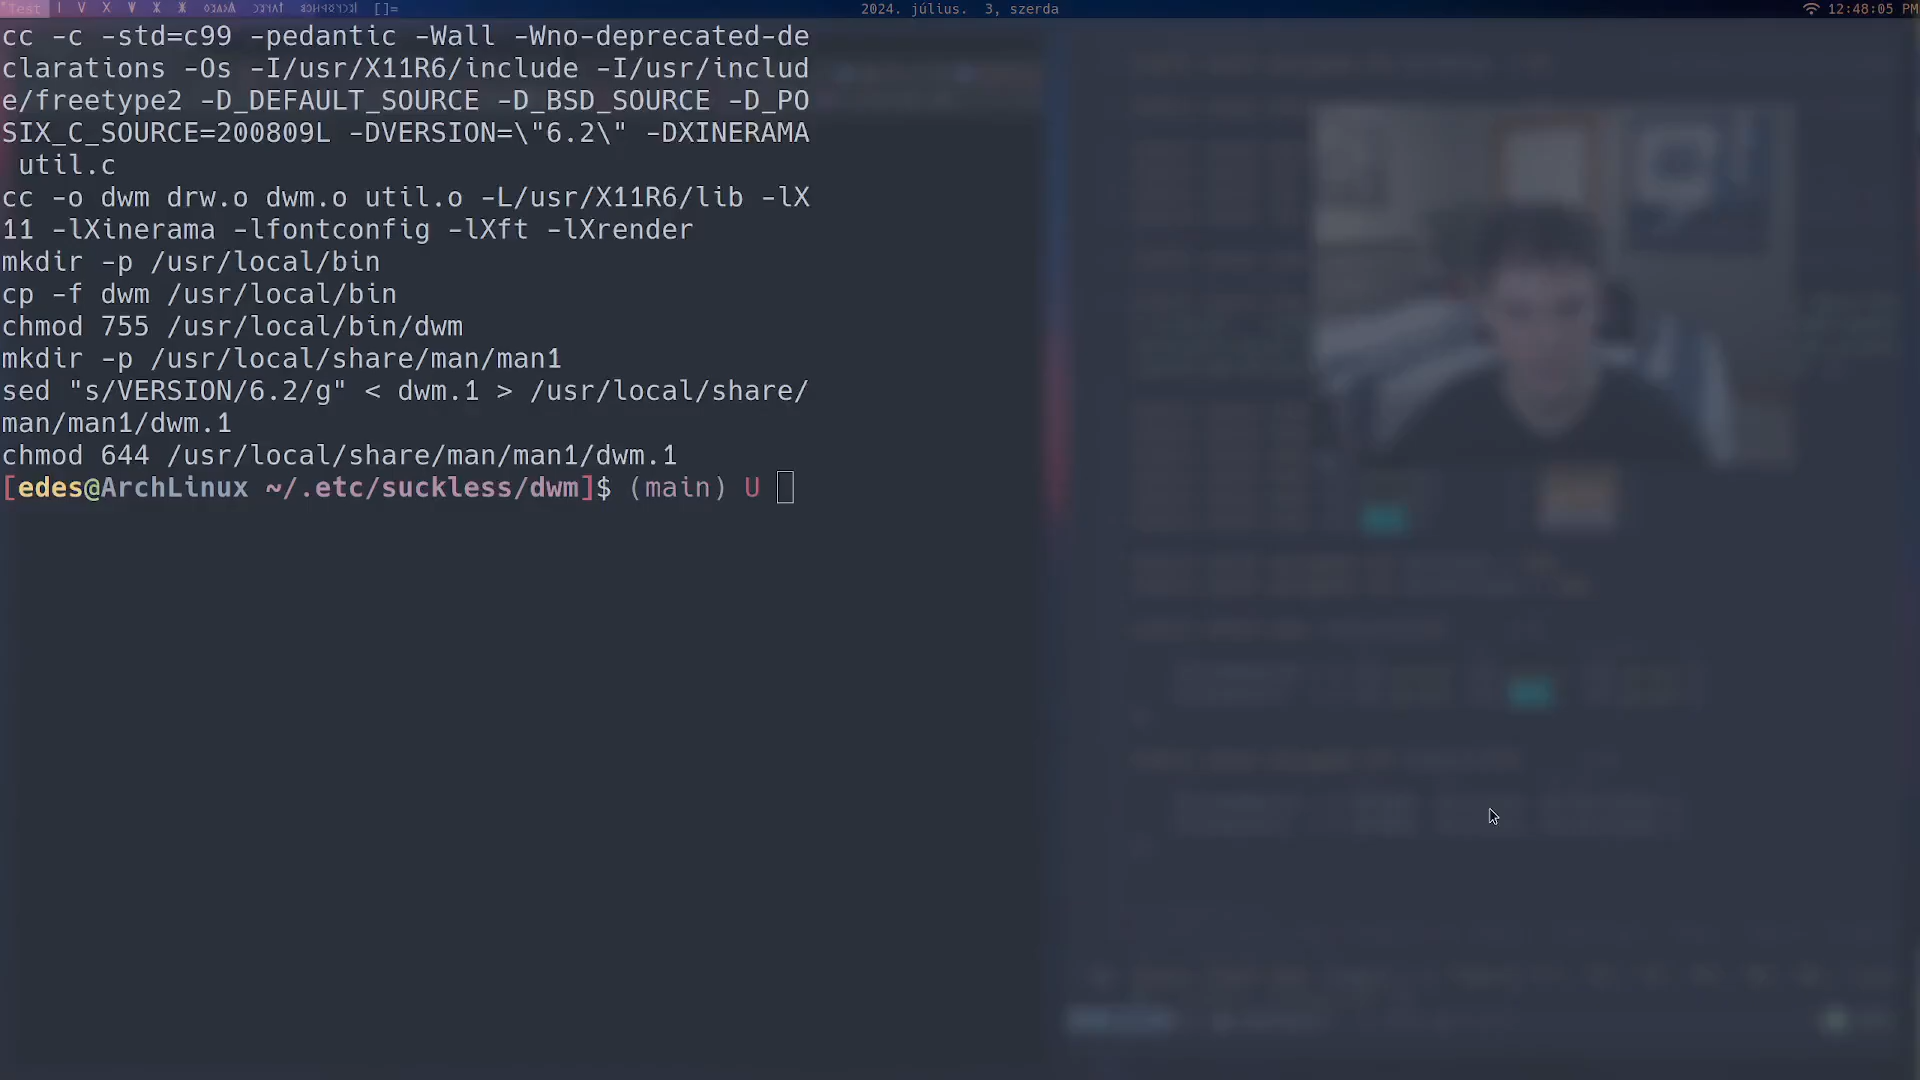 Test I V X
[]=
2024. július. 3, szerda
12:48:05 PM
cc -c -std=c99 -pedantic -Wall -Wno-deprecated-de
clarations -Os -I/usr/X11R6/include -I/usr/includ
e/freetype2 -D_DEFAULT_SOURCE -D_BSD_SOURCE -D_PO
SIX_C_SOURCE=200809L -DVERSION=\"6.2\" -DXINERAMA
util.c
cc -o dwm drw.o dwm.o util.o -L/usr/X11R6/lib -lX
11 -lXinerama -lfontconfig -lXft -lXrender
mkdir -p /usr/local/bin
cp -f dwm /usr/local/bin
chmod 755 /usr/local/bin/dwm
mkdir -p /usr/local/share/man/man1
sed "s/VERSION/6.2/g" < dwm.1 > /usr/local/share/
man/man1/dwm.1
chmod 644 /usr/local/share/man/man1/dwm.1
[edes@ArchLinux ~/.etc/suckless/dwm]$ (main) U